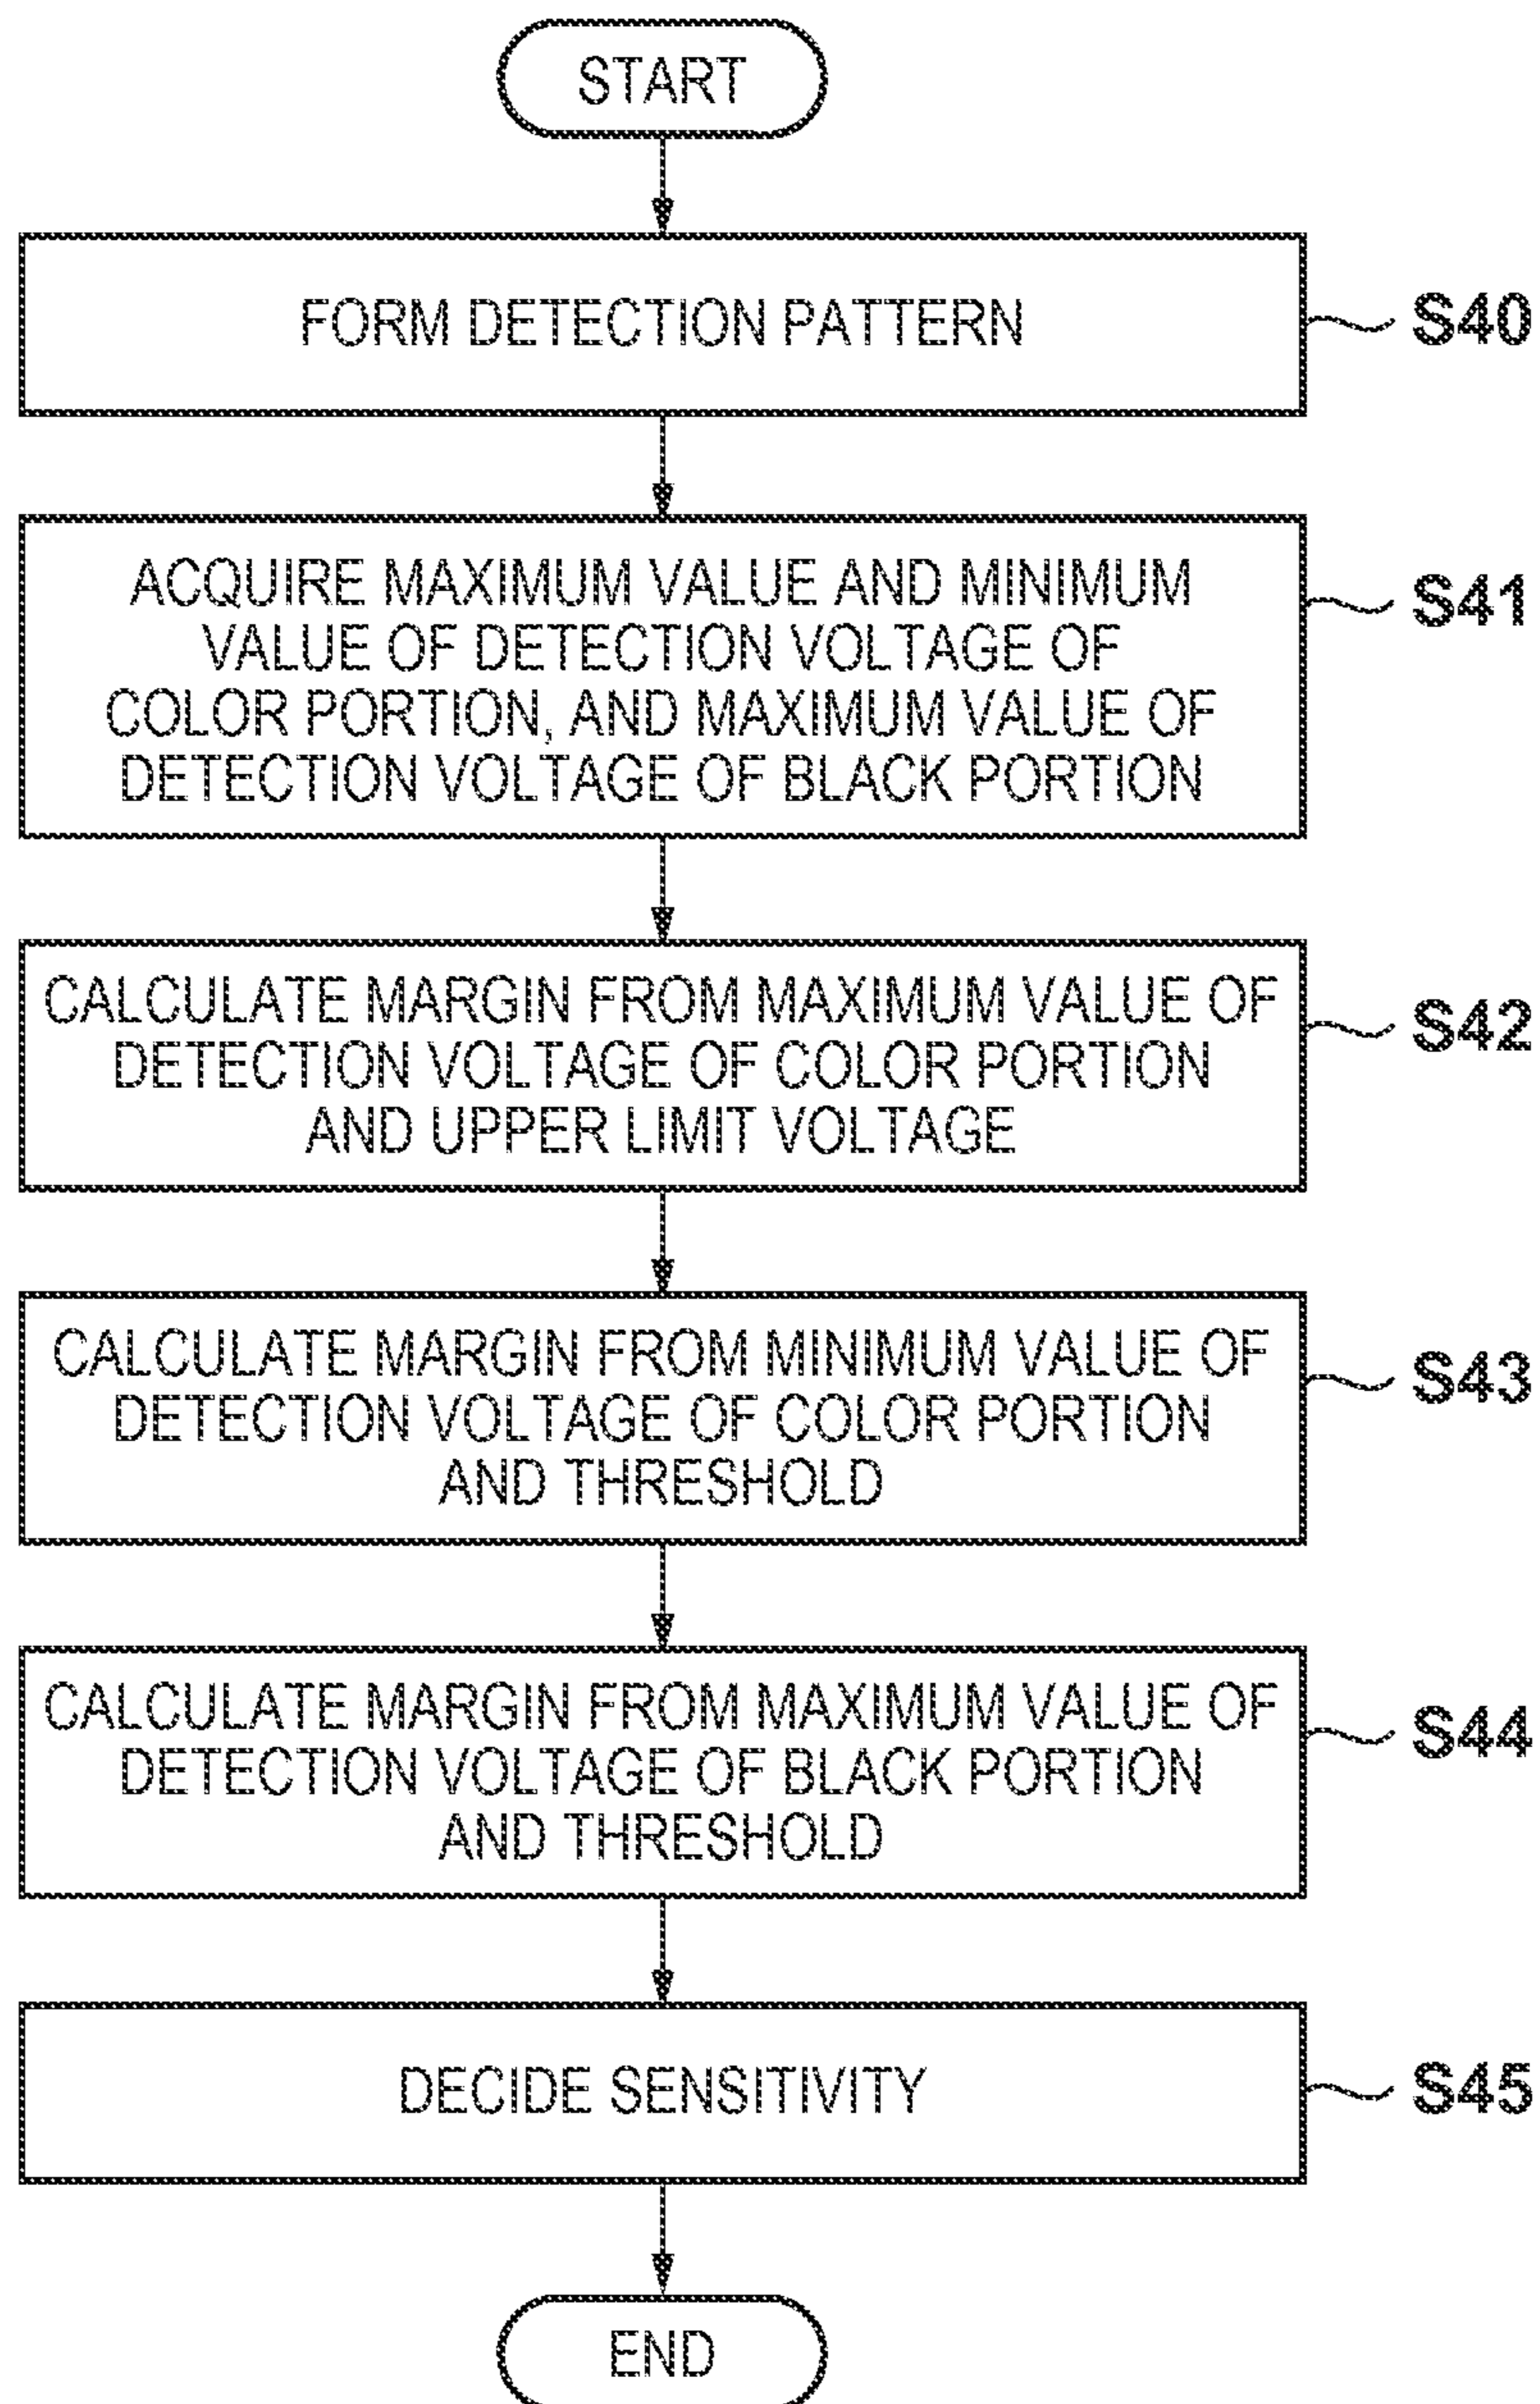 START
FORM DETECTION PATTERN
S40
ACQUIRE MAXIMUM VALUE AND MINIMUM
VALUE OF DETECTION VOLTAGE OF
COLOR PORTION, AND MAXIMUM VALUE OF
DETECTION VOLTAGE OF BLACK PORTION
S41
CALCULATE MARGIN FROM MAXIMUM VALUE OF
DETECTION VOLTAGE OF COLOR PORTION
AND UPPER LIMIT VOLTAGE
S42
CALCULATE MARGIN FROM MINIMUM VALUE OF
DETECTION VOLTAGE OF COLOR PORTION
AND THRESHOLD
S43
CALCULATE MARGIN FROM MAXIMUM VALUE OF
DETECTION VOLTAGE OF BLACK PORTION
AND THRESHOLD
S44
DECIDE SENSITIVITY
S45
END